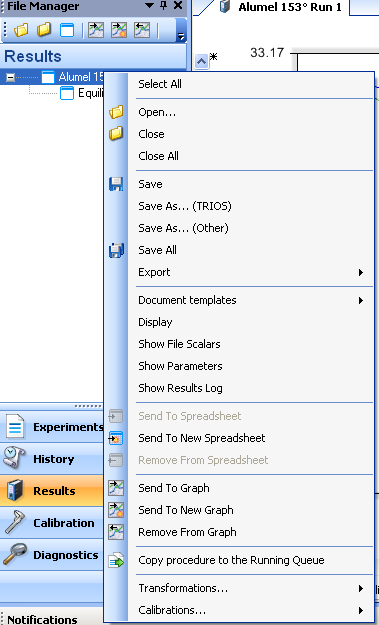 File Manager
Alumel 153° Run 1
Results
33.17
*
Alumel 15
Equili
Select All
Open...
Close
Close All
Save
Save As... (TRIOS)
Save As... (Other)
Save All
Export
Document templates
Display
Show File Scalars
Show Parameters
Show Results Log
Send To Spreadsheet
Send To New Spreadsheet
Remove From Spreadsheet
Send To Graph
Send To New Graph
Remove From Graph
Copy procedure to the Running Queue
Transformations...
Calibrations...
Experiments
History
Results
Calibration
Diagnostics
Notifications